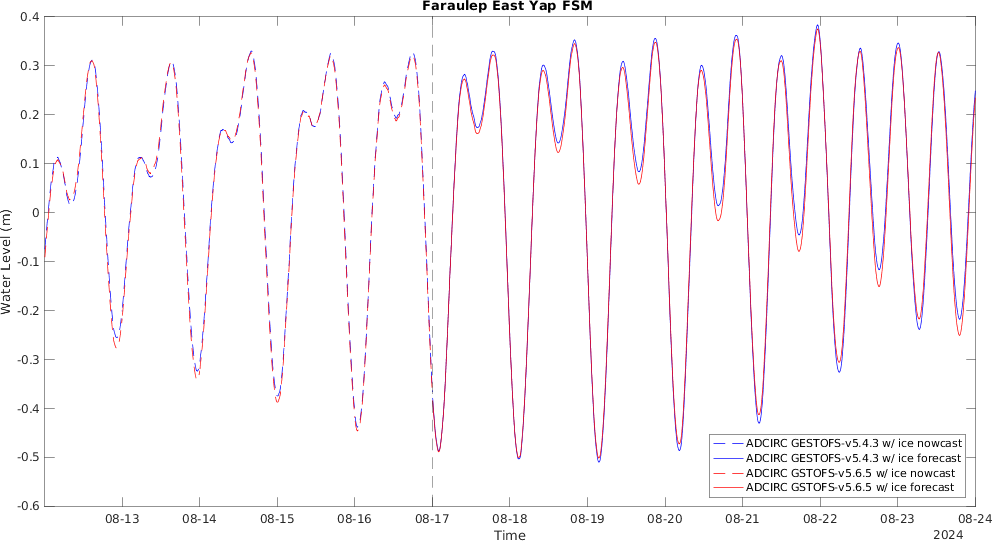 Faraulep East Yap FSM
0.4
0.3
0.2
0.1
0
-0.1
-0.2
-0.3
-0.4
-0.5
-0.6
Water Level (m)
ADCIRC GESTOFS-v5.4.3 w/ ice nowcast
ADCIRC GESTOFS-v5.4.3 w/ ice forecast
ADCIRC GSTOFS-v5.6.5 w/ ice nowcast
ADCIRC GSTOFS-v5.6.5 w/ ice forecast
08-13 08-14 08-15 08-16 08-17 08-18 08-19 08-20 08-21 08-22 08-23 08-24
Time
2024